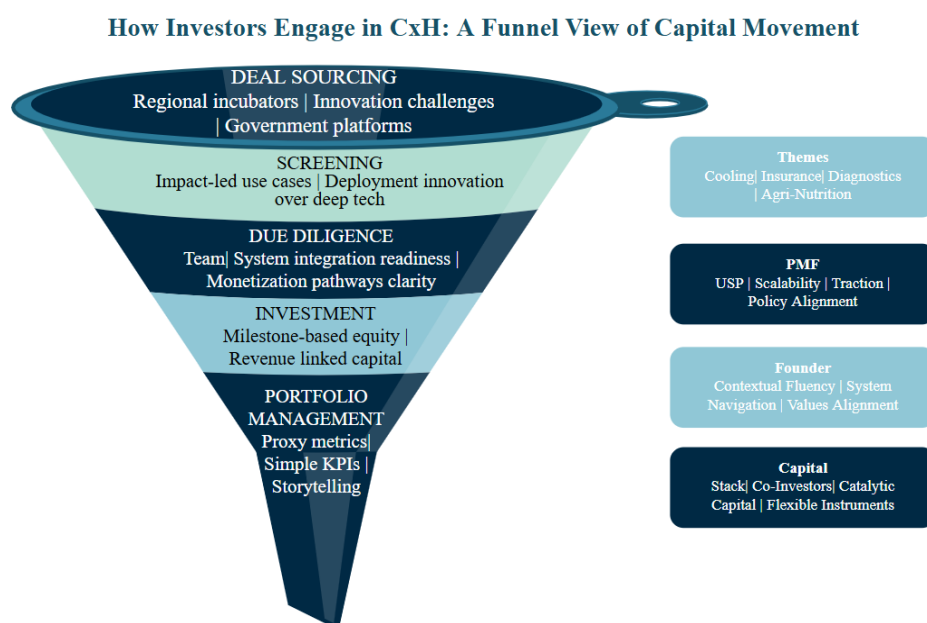 How Investors Engage in CxH: A Funnel View of Capital Movement
DEAL SOURCING
Regional incubators | Innovation challenges
| Government platforms
SCREENING
Impact-led use cases | Deployment innovation
over deep tech
DUE DILIGENCE
Team| System integration readiness |
Monetization pathways clarity
INVESTMENT
Milestone-based equity |
Revenue linked capital
PORTFOLIO
MANAGEMENT
Proxy metrics|
Simple KPIs |
Storytelling
Themes
Cooling| Insurance| Diagnostics
| Agri-Nutrition
PMF
USP | Scalability | Traction |
Policy Alignment
Founder
Contextual Fluency | System
Navigation | Values Alignment
Capital
Stack| Co-Investors| Catalytic
Capital | Flexible Instruments